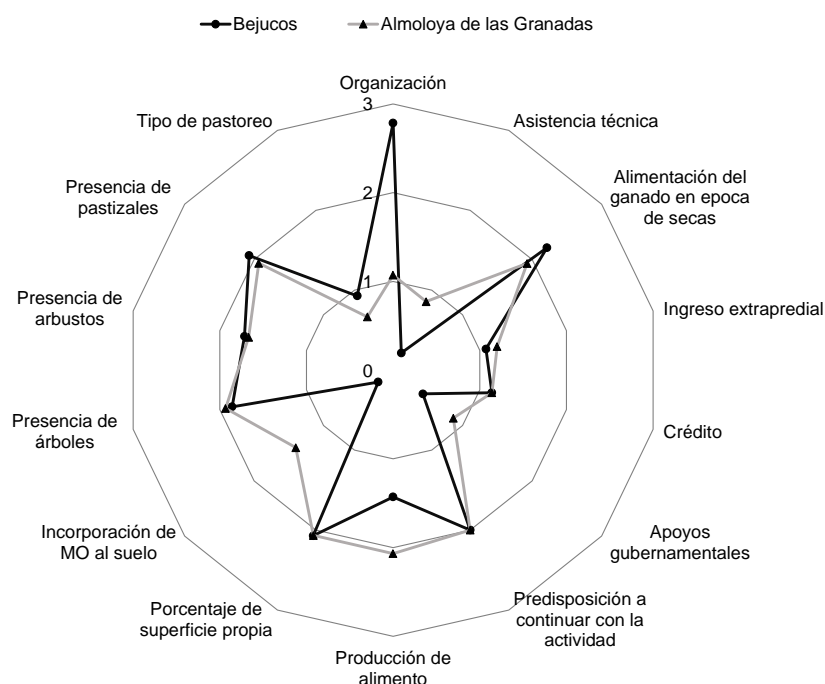 Bejucos
Almoloya de las Granadas
Organización
3
Asistencia técnica
Tipo de pastoreo
Alimentación del
ganado en epoca
de secas
Presencia de
pastizales
2
Presencia de
arbustos
1
Ingreso extrapredial
0
Presencia de
árboles
Crédito
Incorporación de
MO al suelo
Apoyos
gubernamentales
Porcentaje de
superficie propia
Predisposición a
continuar con la
actividad
Producción de
alimento